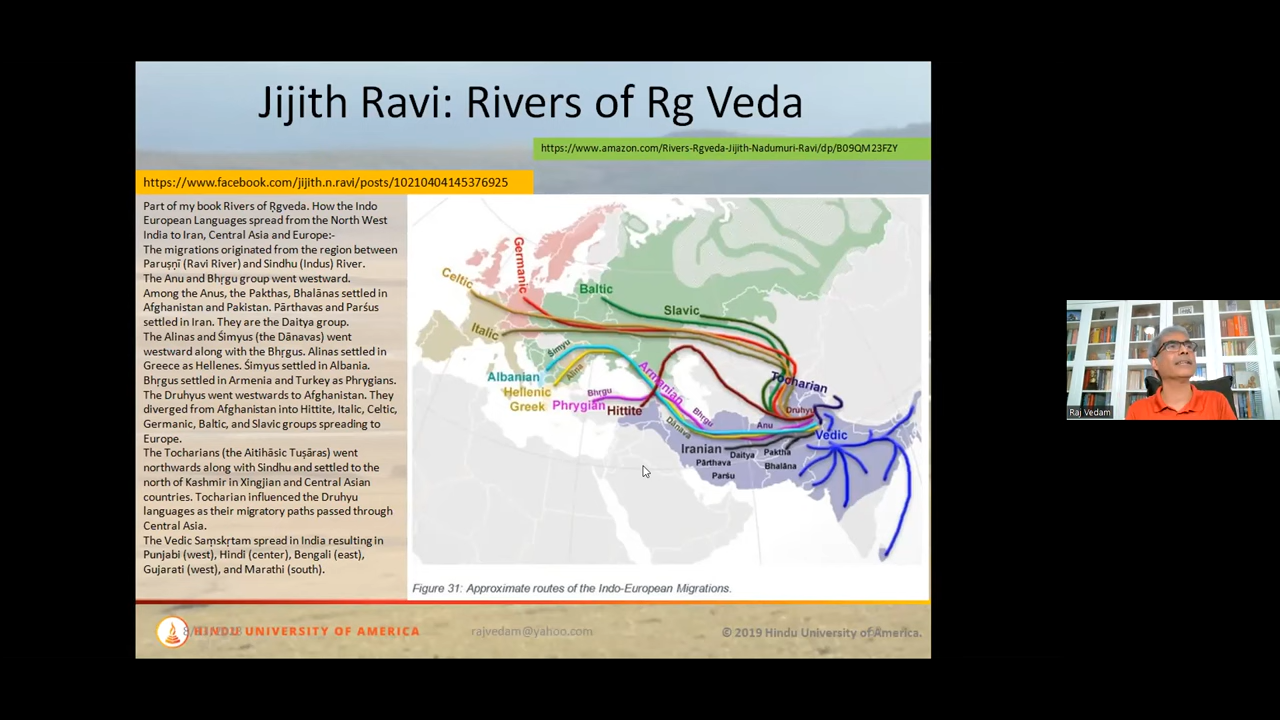 Jijith Ravi: Rivers of Rg Veda
https://www.amazon.com/Rivers-Rgveda-Jijith-Nadumuri-Ravi/dp/B09QM23FZY
https://www.facebook.com/jijith.n.ravi/posts/10210404145376925
Part of my book Rivers of Ṛgveda. How the Indo
European Languages spread from the North West
India to Iran, Central Asia and Europe:-
The migrations originated from the region between
Paruṣṇī (Ravi River) and Sindhu (Indus) River.
The Anu and Bhṛgu group went westward.
Among the Anus, the Pakthas, Bhalānas settled in
Afghanistan and Pakistan. Pārthavas and Parśus
settled in Iran. They are the Daitya group.
The Alinas and Śimyus (the Dānavas) went
westward along with the Bhṛgus. Alinas settled in
Greece as Hellenes. Śimyus settled in Albania.
Bhṛgus settled in Armenia and Turkey as Phrygians.
The Druhyus went westwards to Afghanistan. They
diverged from Afghanistan into Hittite, Italic, Celtic,
Germanic, Baltic, and Slavic groups spreading to
Europe.
The Tocharians (the Aitihāsic Tuṣāras) went
northwards along with Sindhu and settled to the
north of Kashmir in Xingjian and Central Asian
countries. Tocharian influenced the Druhyu
languages as their migratory paths passed through
Central Asia.
The Vedic Saṃskṛtam spread in India resulting in
Punjabi (west), Hindi (center), Bengali (east),
Gujarati (west), and Marathi (south).
Germanic
Celtic
Baltic
Slavic
Italic
Śimyu
Alina
Albanian
Hellenic
Greek
Armenian
Tocharian
Bhṛgu
Phrygian
Hittite
Bhṛgu
Dānava
Druhyu
Anu
Vedic
Iranian
Daitya
Paktha
Pārthava
Bhalāna
Parśu
Figure 31: Approximate routes of the Indo-European Migrations.
HINDU UNIVERSITY OF AMERICA
rajvedam@yahoo.com
© 2019 Hindu University of America.
Raj Vedam